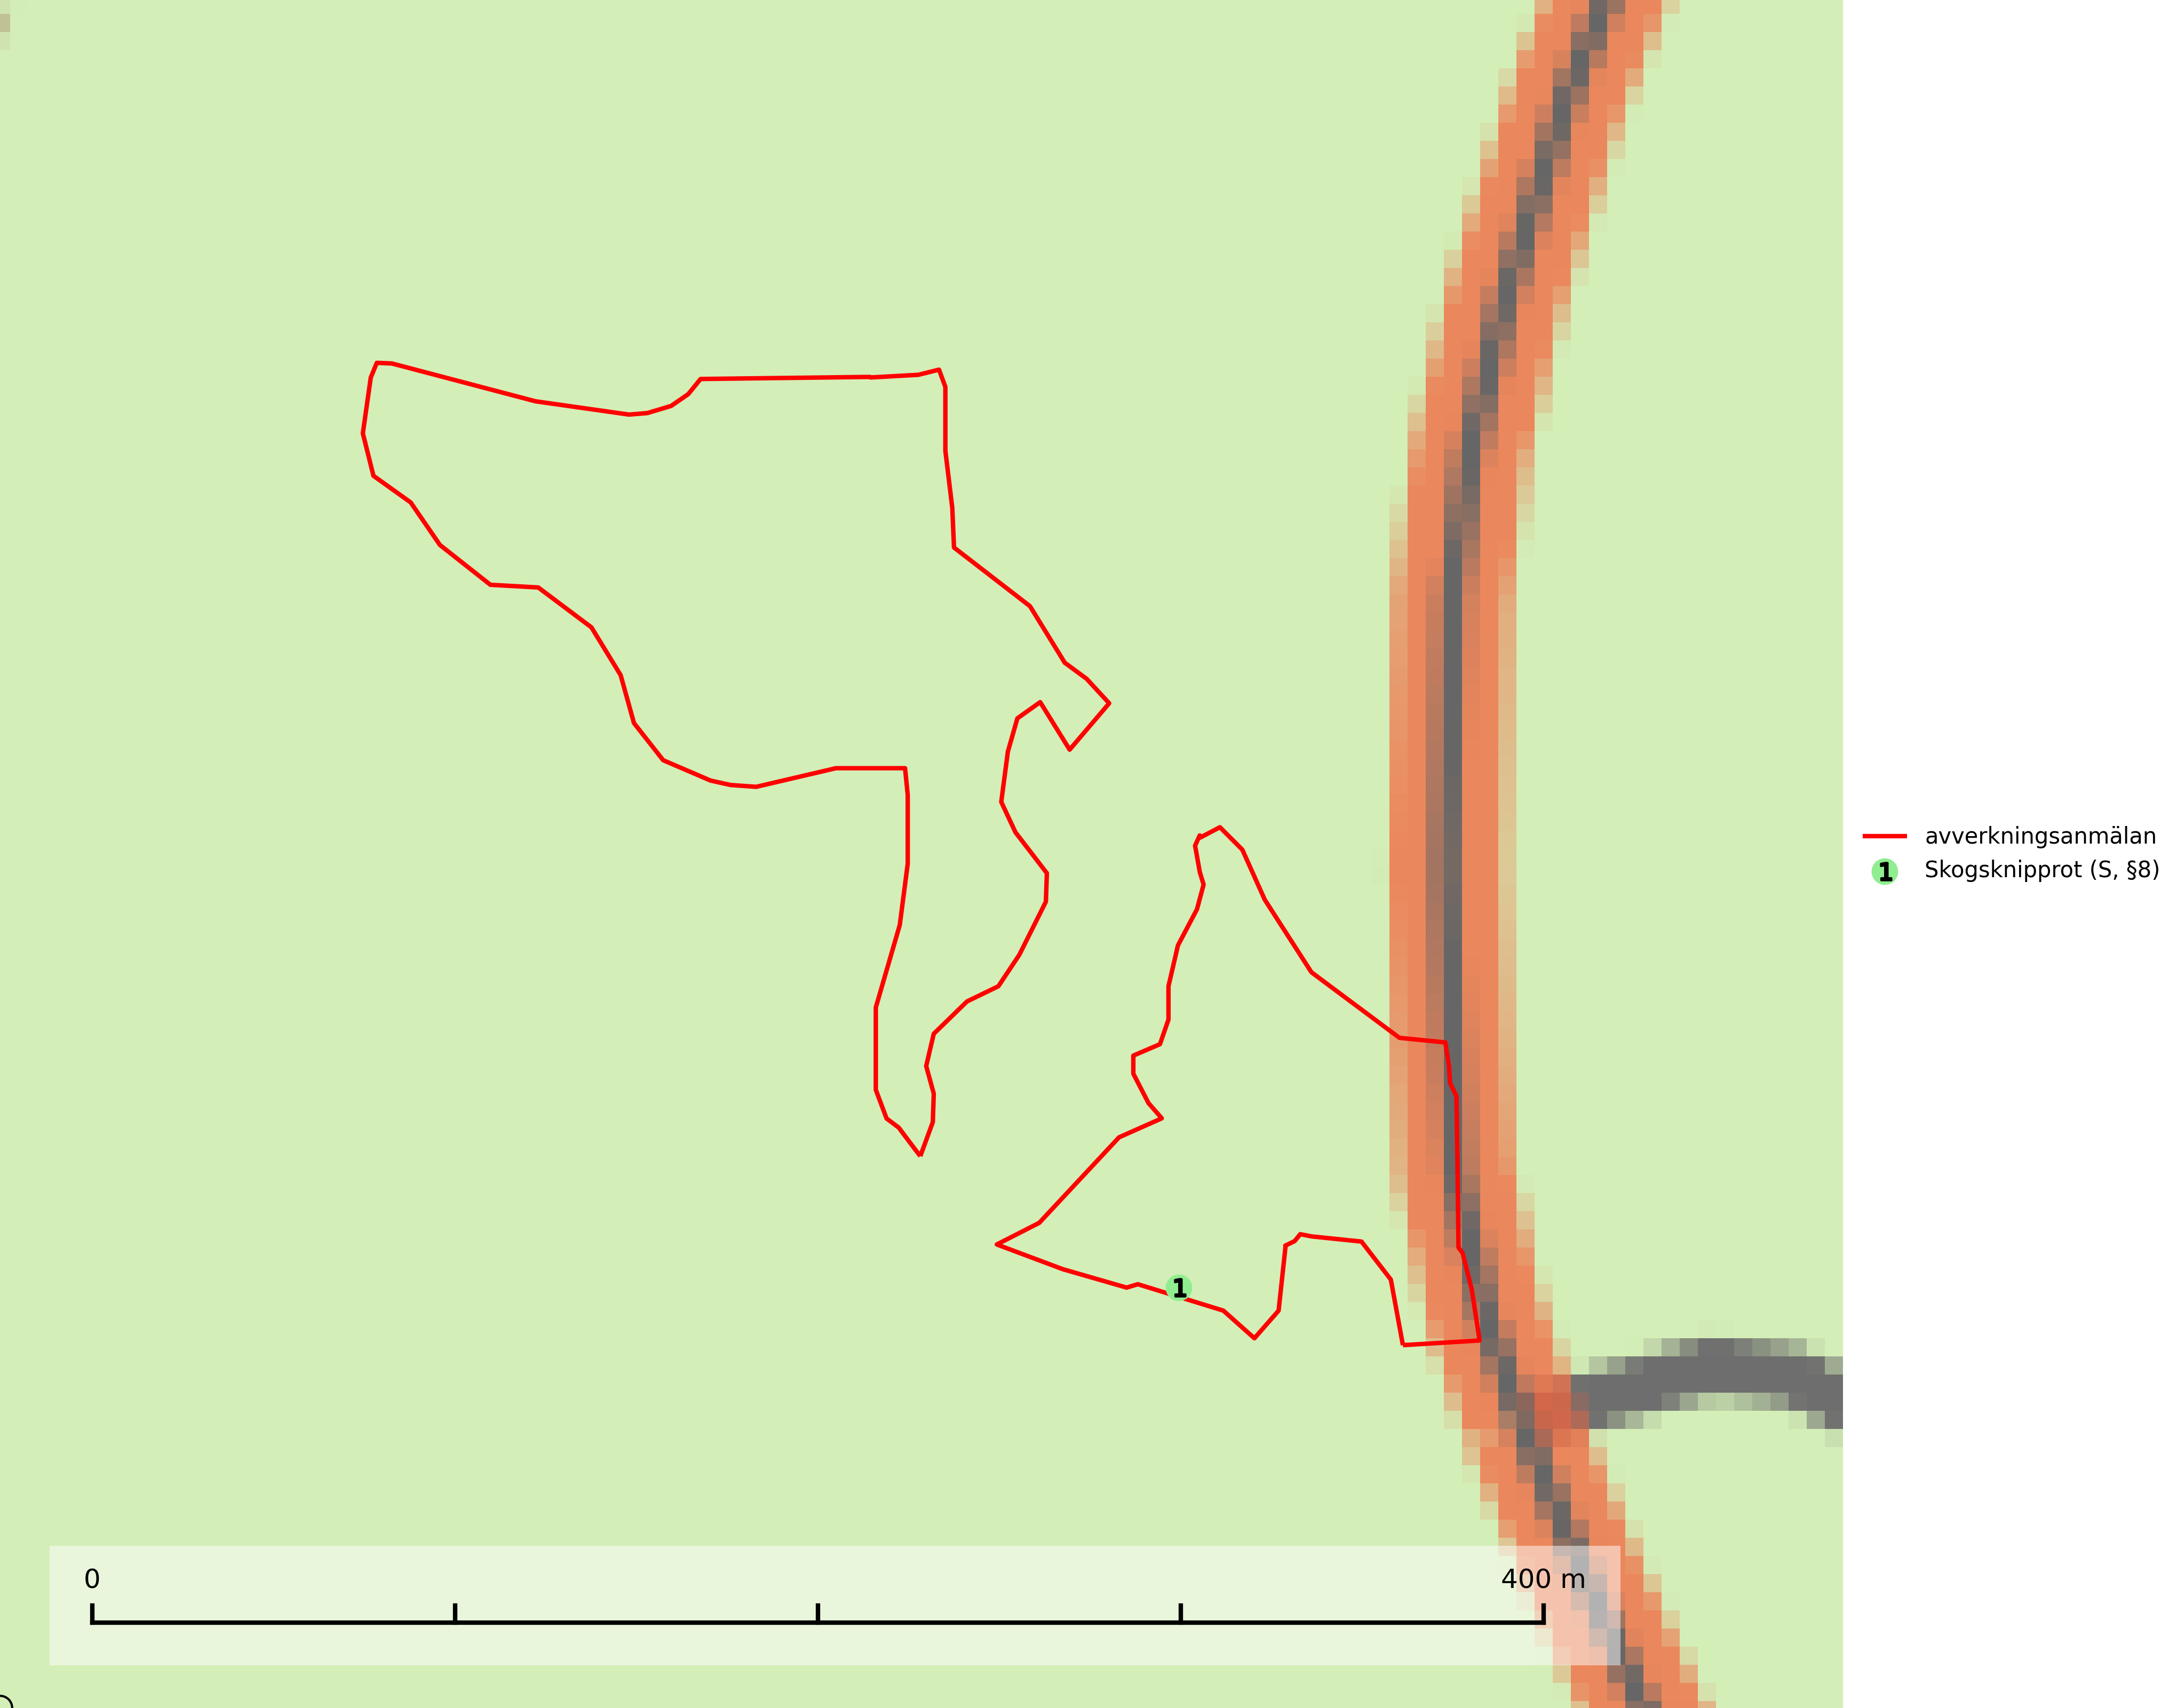 avverkningsanmälan
1 Skogsknipprot (S, §8)
1
0 400 m